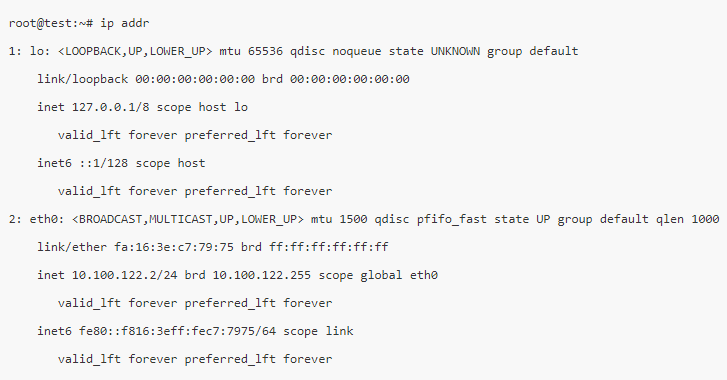 root@test:~# ip addr
1: lo: <LOOPBACK,UP,LOWER_UP> mtu 65536 qdisc noqueue state UNKNOWN group default
link/loopback 00:00:00:00:00:00 brd 00:00:00:00:00:00
inet 127.0.0.1/8 scope host lo
valid_lft forever preferred_lft forever
inet6 ::1/128 scope host
valid_lft forever preferred_lft forever
2: eth0: <BROADCAST,MULTICAST,UP,LOWER_UP> mtu 1500 qdisc pfifo_fast state UP group default qlen 1000
link/ether fa:16:3e:c7:79:75 brd ff:ff:ff:ff:ff:ff
inet 10.100.122.2/24 brd 10.100.122.255 scope global eth0
valid_lft forever preferred_lft forever
inet6 fe80::f816:3eff:fec7:7975/64 scope link
valid_lft forever preferred_lft forever